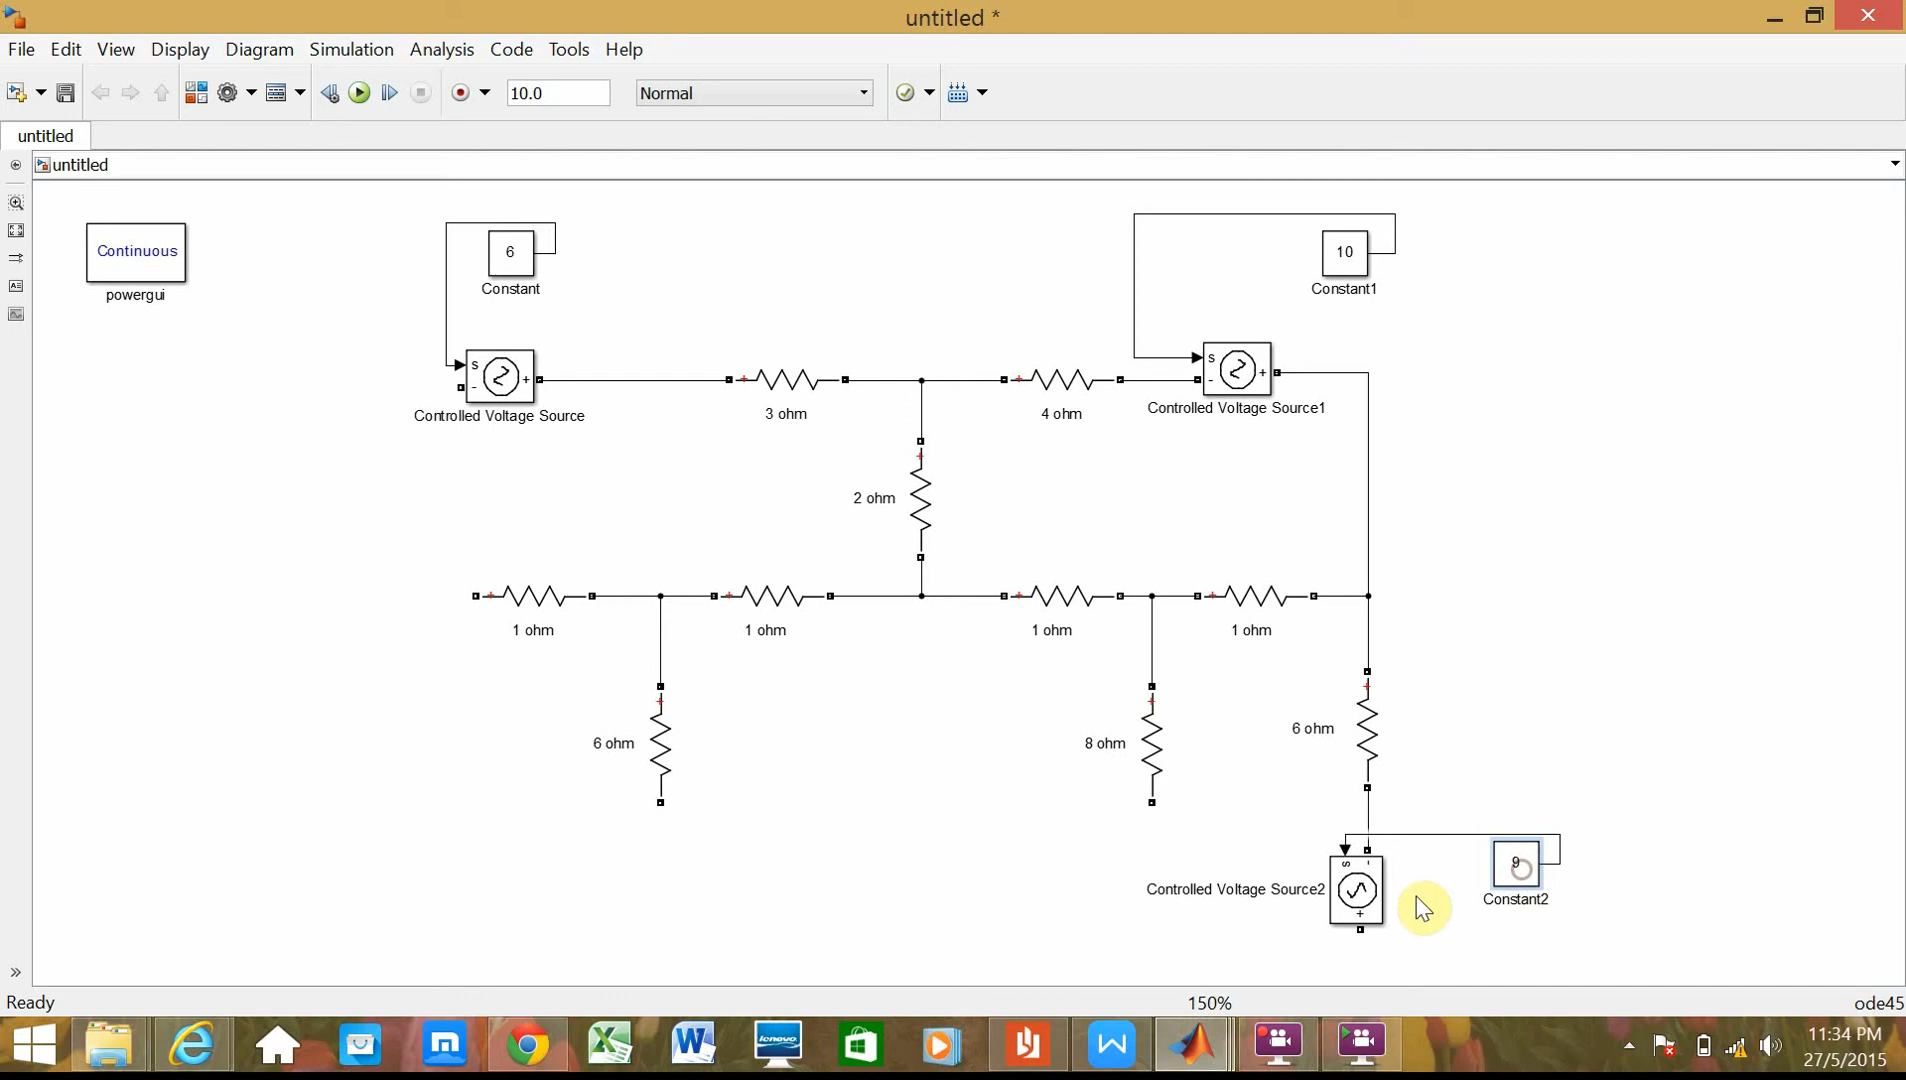 untitled *
File Edit View Display Diagram Simulation Analysis Code Tools Help
10.0 Normal
untitled
untitled
Continuous
powergui
6
Constant
10
Constant1
s
- +
Controlled Voltage Source
s
- +
Controlled Voltage Source1
+ + 
3 ohm 4 ohm
+
2 ohm
+ + + +
1 ohm 1 ohm 1 ohm 1 ohm
+ + +
6 ohm 8 ohm 6 ohm
s -
9
Controlled Voltage Source2
Constant2
+
Ready 150% ode45
lenovo
11:34 PM
27/5/2015